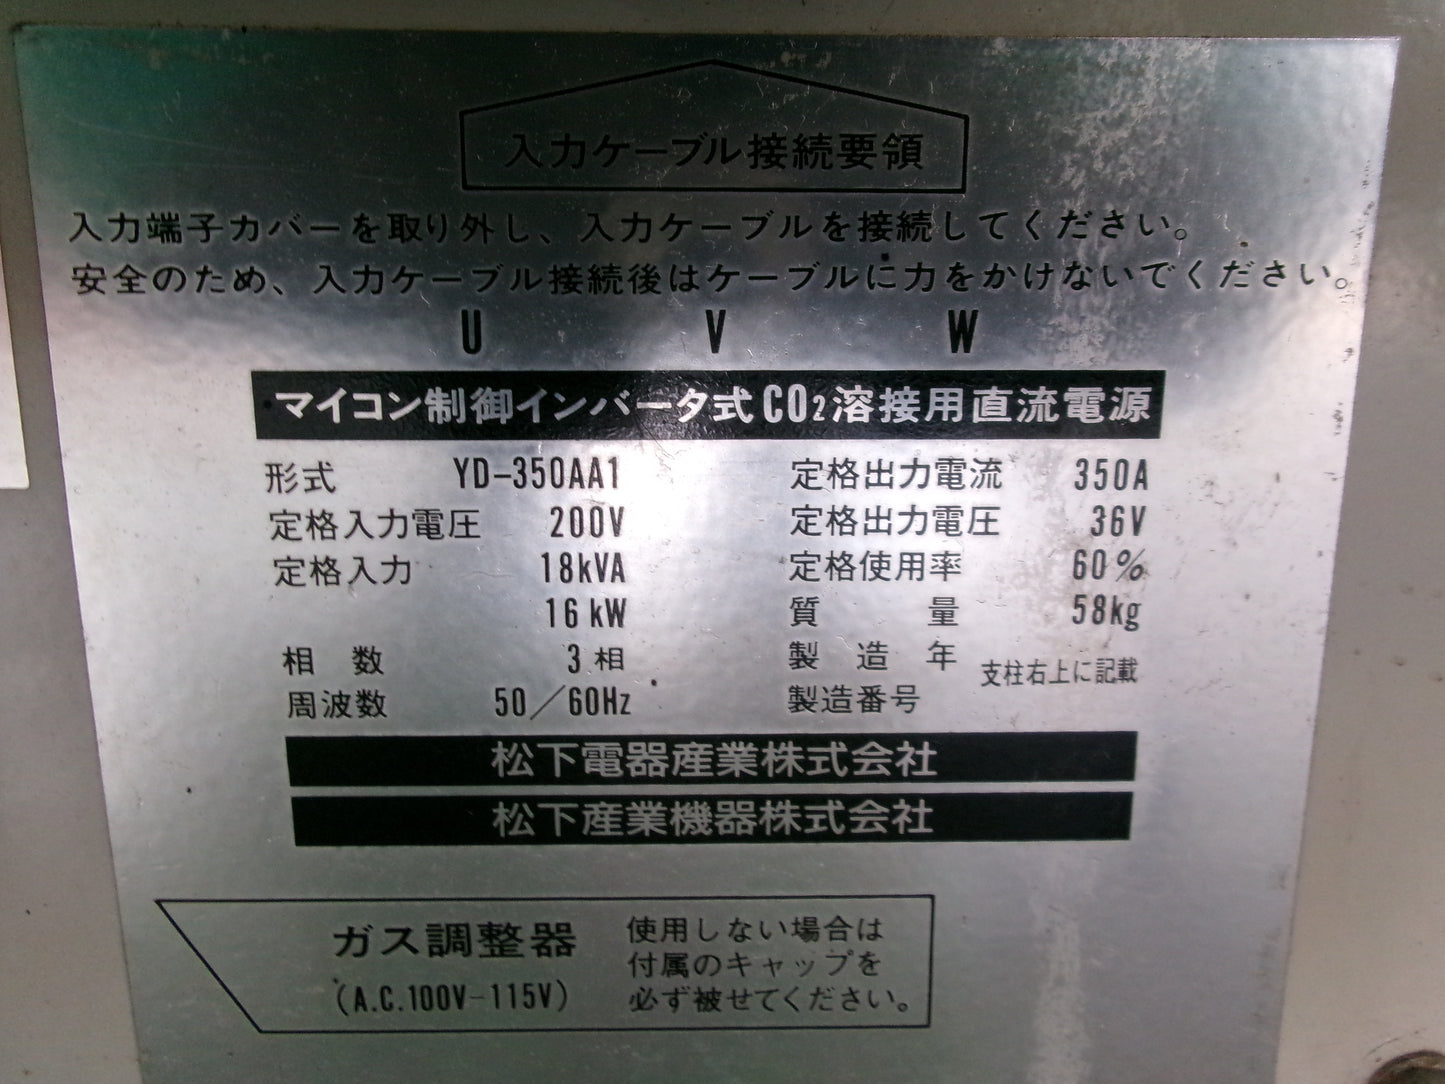 入力ケーブル接続要領
入力端子カバーを取り外し、入力ケーブルを接続してください。
安全のため、入力ケーブル接続後はケーブルに力をかけないでください。
U V W
マイコン制御インバータ式CO₂溶接用直流電源
形式 YD-350AA1 定格出力電流 350A
定格入力電圧 200V 定格出力電圧 36V
定格入力 18kVA 定格使用率 60%
16kW 質量 58kg
相数 3相 製造年 支柱右上に記載
周波数 50/60Hz 製造番号
松下電器産業株式会社
松下産業機器株式会社
ガス調整器
(A.C.100V-115V)
使用しない場合は
付属のキャップを
必ず被せてください。